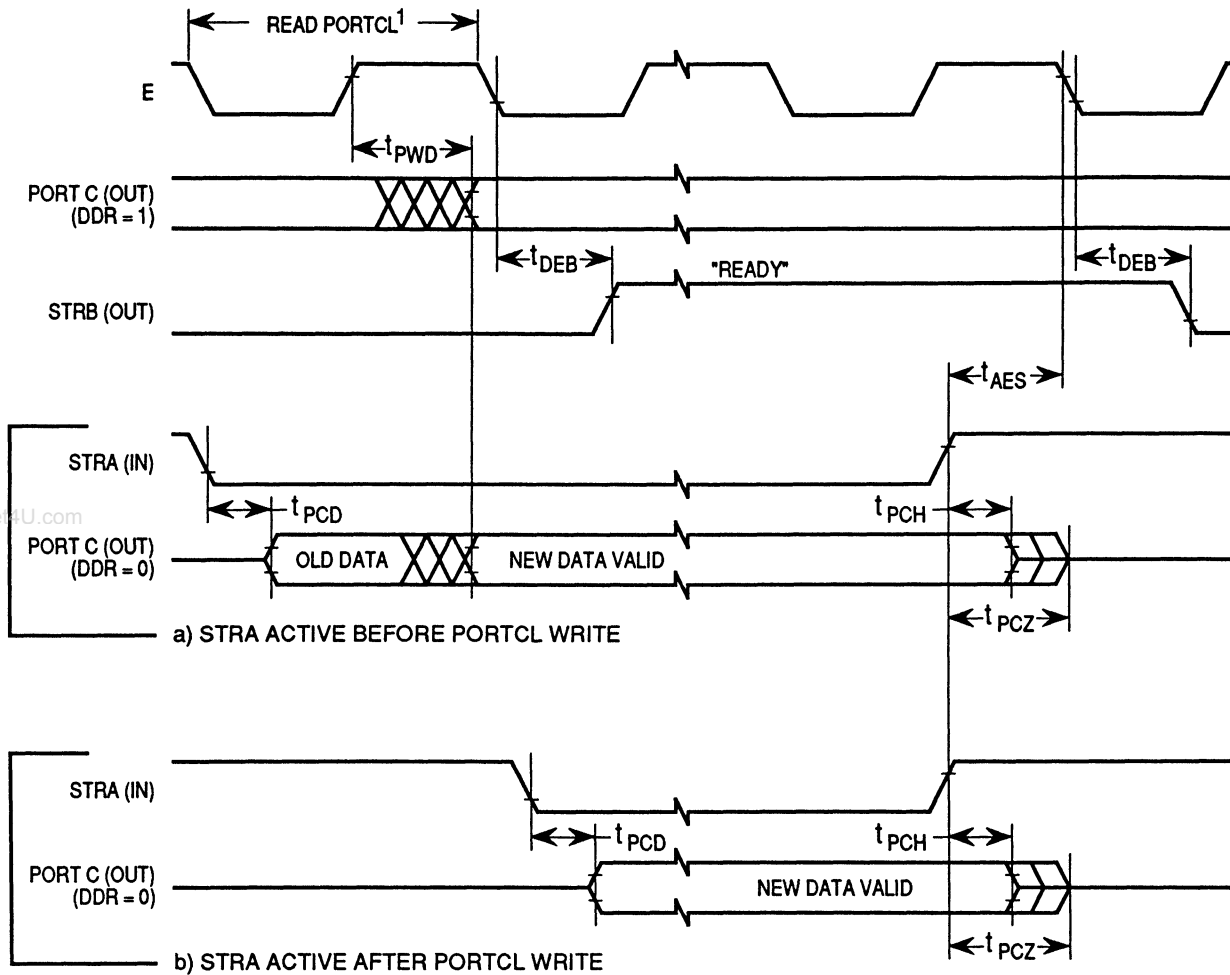 READ PORTCL1
E
tPWD
PORT C (OUT)
(DDR = 1)
tDEB
"READY"
tDEB
STRB (OUT)
tAES
STRA (IN)
tPCD
tPCH
et4U.com
PORT C (OUT)
(DDR = 0)
OLD DATA
NEW DATA VALID
tPCZ
a) STRA ACTIVE BEFORE PORTCL WRITE
STRA (IN)
tPCD
tPCH
PORT C (OUT)
(DDR = 0)
NEW DATA VALID
tPCZ
b) STRA ACTIVE AFTER PORTCL WRITE